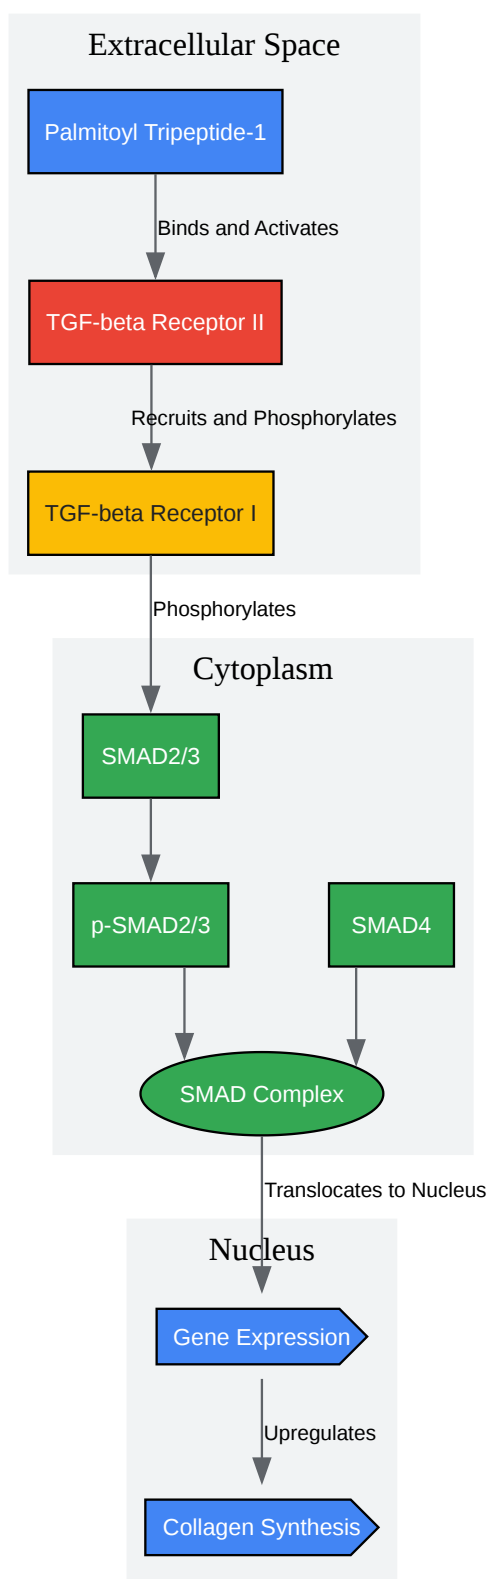 Extracellular Space
Palmitoyl Tripeptide-1
Binds and Activates
TGF-beta Receptor II
Recruits and Phosphorylates
TGF-beta Receptor I
Phosphorylates
Cytoplasm
SMAD2/3
p-SMAD2/3
SMAD4
SMAD Complex
Translocates to Nucleus
Nucleus
Gene Expression
Upregulates
Collagen Synthesis